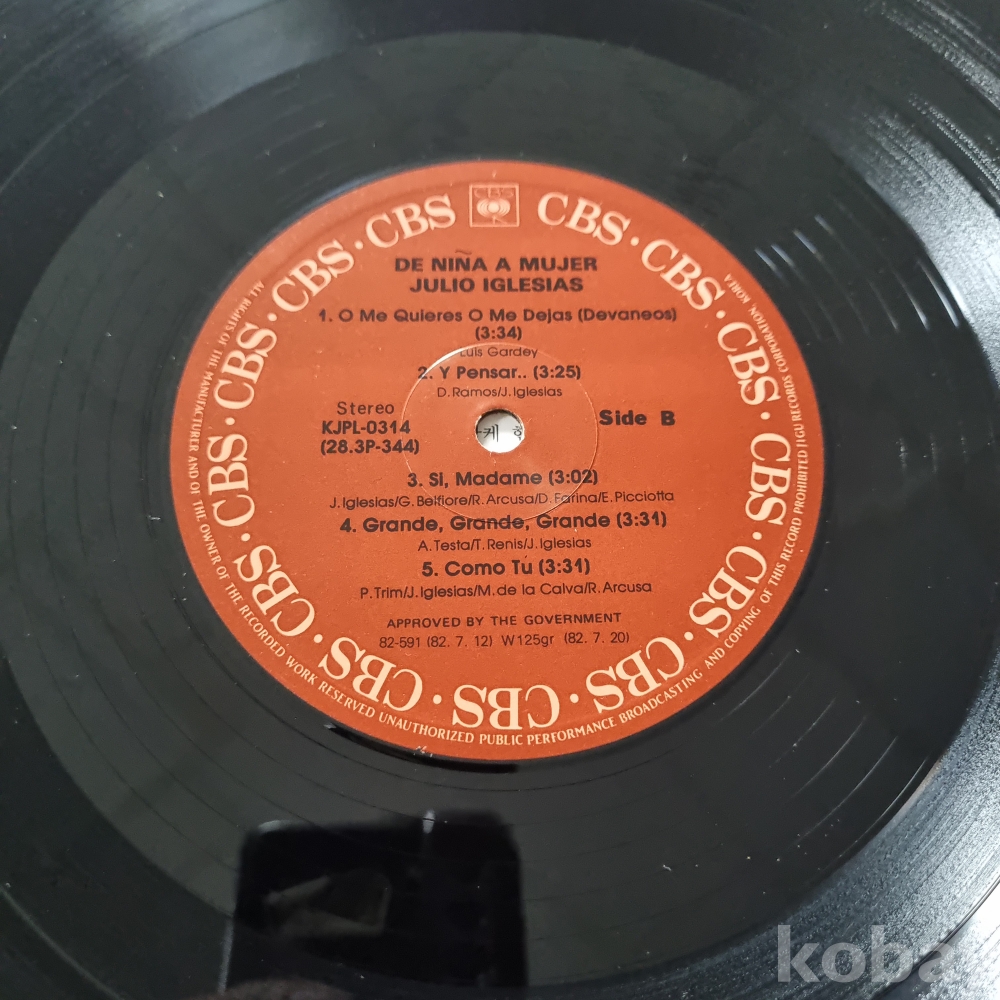 CBS · CBS · CBS · CBS · CBS · CBS · CBS · CBS · CBS · CBS · CBS · CBS · CBS · CBS
CBS
DE NIÑA A MUJER
JULIO IGLESIAS
1. O Me Quieres O Me Dejas (Devaneos)
(3:34)
Luis Gardey
2. Y Pensar.. (3:25)
D. Ramos/J. Iglesias
Stereo
KJPL-0314
(28.3P-344)
Side B
게
3. Si, Madame (3:02)
J. Iglesias/G. Belfiore/R. Arcusa/D. Farina/E. Picciotta
4. Grande, Grande, Grande (3:31)
A. Testa/T. Renis/J. Iglesias
5. Como Tu (3:31)
P. Trim/J. Iglesias/M. de la Calva/R. Arcusa
APPROVED BY THE GOVERNMENT
82-591 (82. 7. 12) W125gr (82. 7. 20)
ALL RIGHTS OF THE MANUFACTURER AND OF THE OWNER OF THE RECORDED WORK RESERVED UNAUTHORIZED PUBLIC PERFORMANCE BROADCASTING AND COPYING OF THIS RECORD PROHIBITED JIGU RECORDS CORPORATION, KOREA
koba